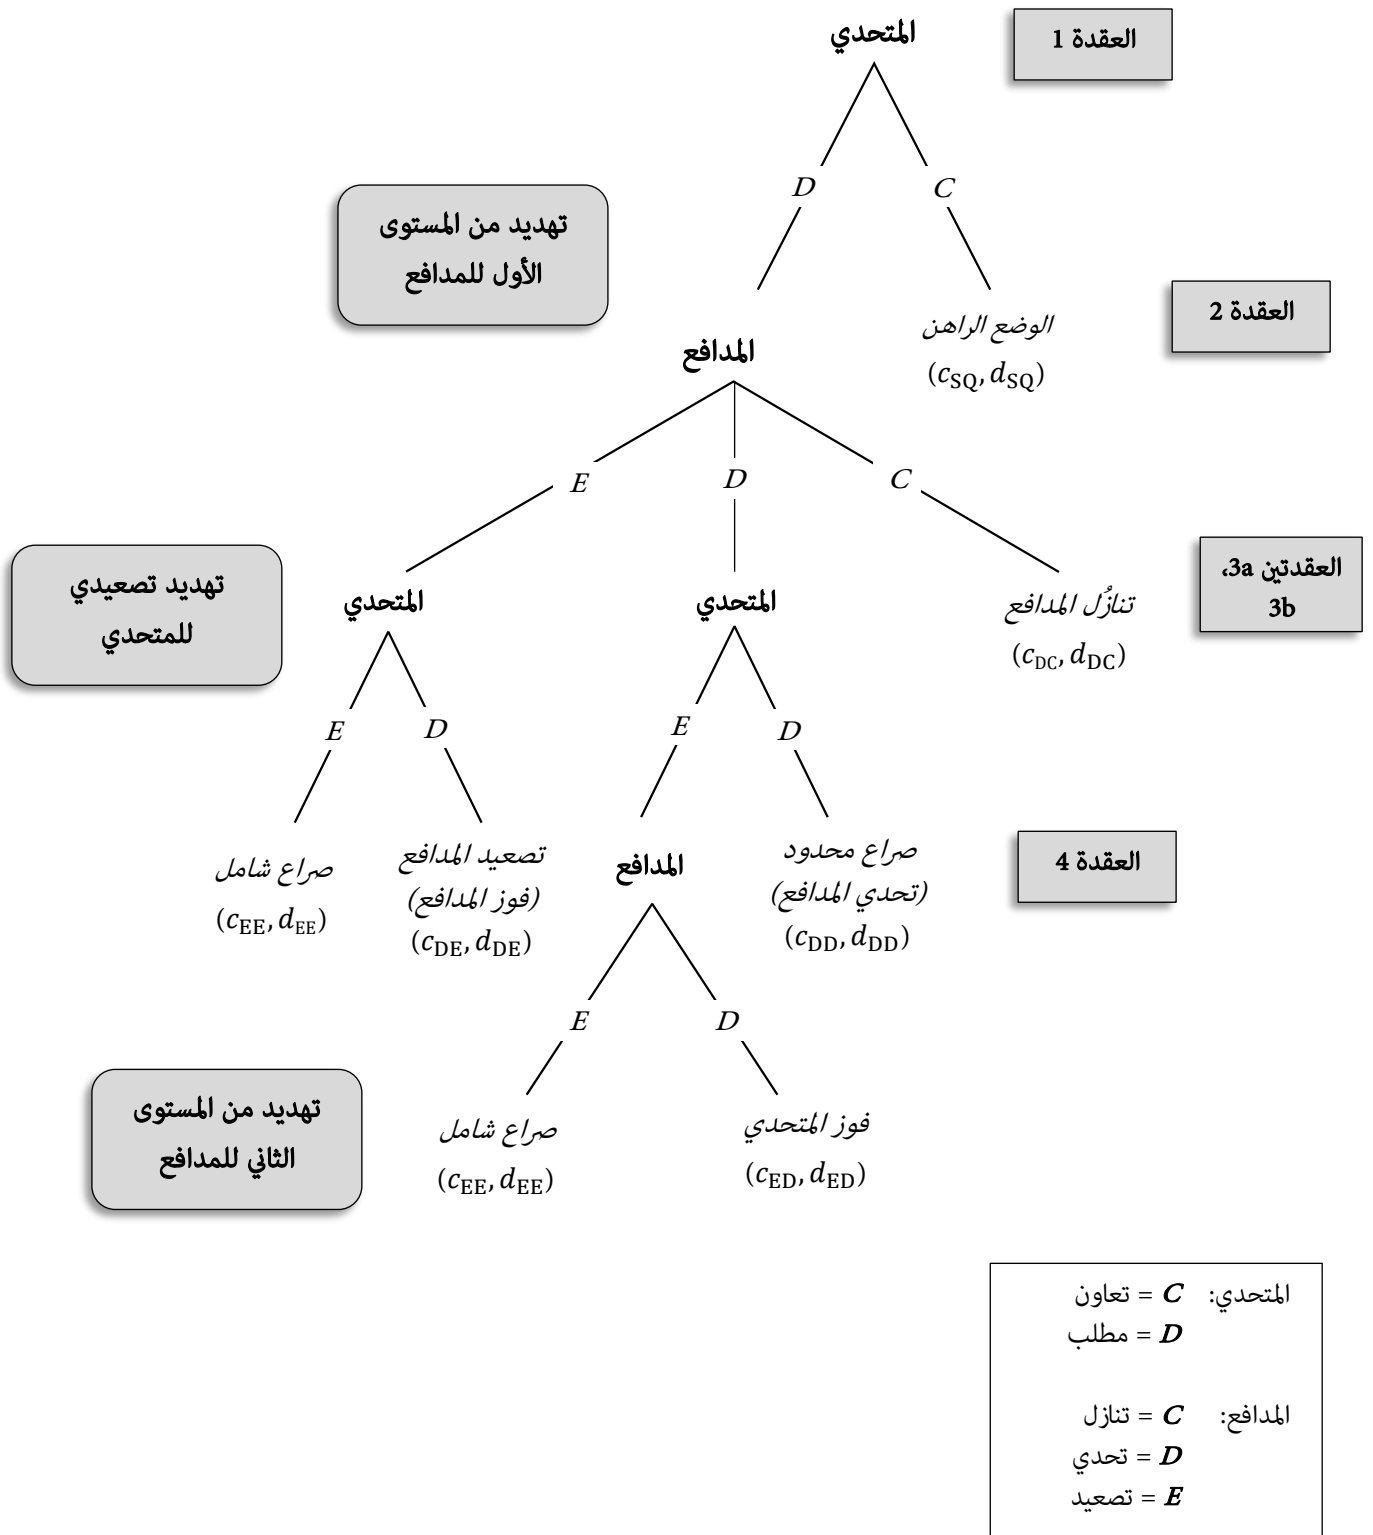 المتحدي
العقدة 1
D
C
تهديد من المستوى
الأول للمدافع
العقدة 2
الوضع الراهن
(c_SQ, d_SQ)
المدافع
E
D
C
تهديد تصعيدي
للمتحدي
المتحدي
المتحدي
تنازُل المدافع
(c_DC, d_DC)
العقدتين 3a،
3b
E
D
E
D
صراع شامل
(c_EE, d_EE)
تصعيد المدافع
(فوز المدافع)
(c_DE, d_DE)
المدافع
صراع محدود
(تحدي المدافع)
(c_DD, d_DD)
العقدة 4
E
D
تهديد من المستوى
الثاني للمدافع
صراع شامل
(c_EE, d_EE)
فوز المتحدي
(c_ED, d_ED)
المتحدي: C = تعاون
D = مطلب
المدافع: C = تنازل
D = تحدي
E = تصعيد